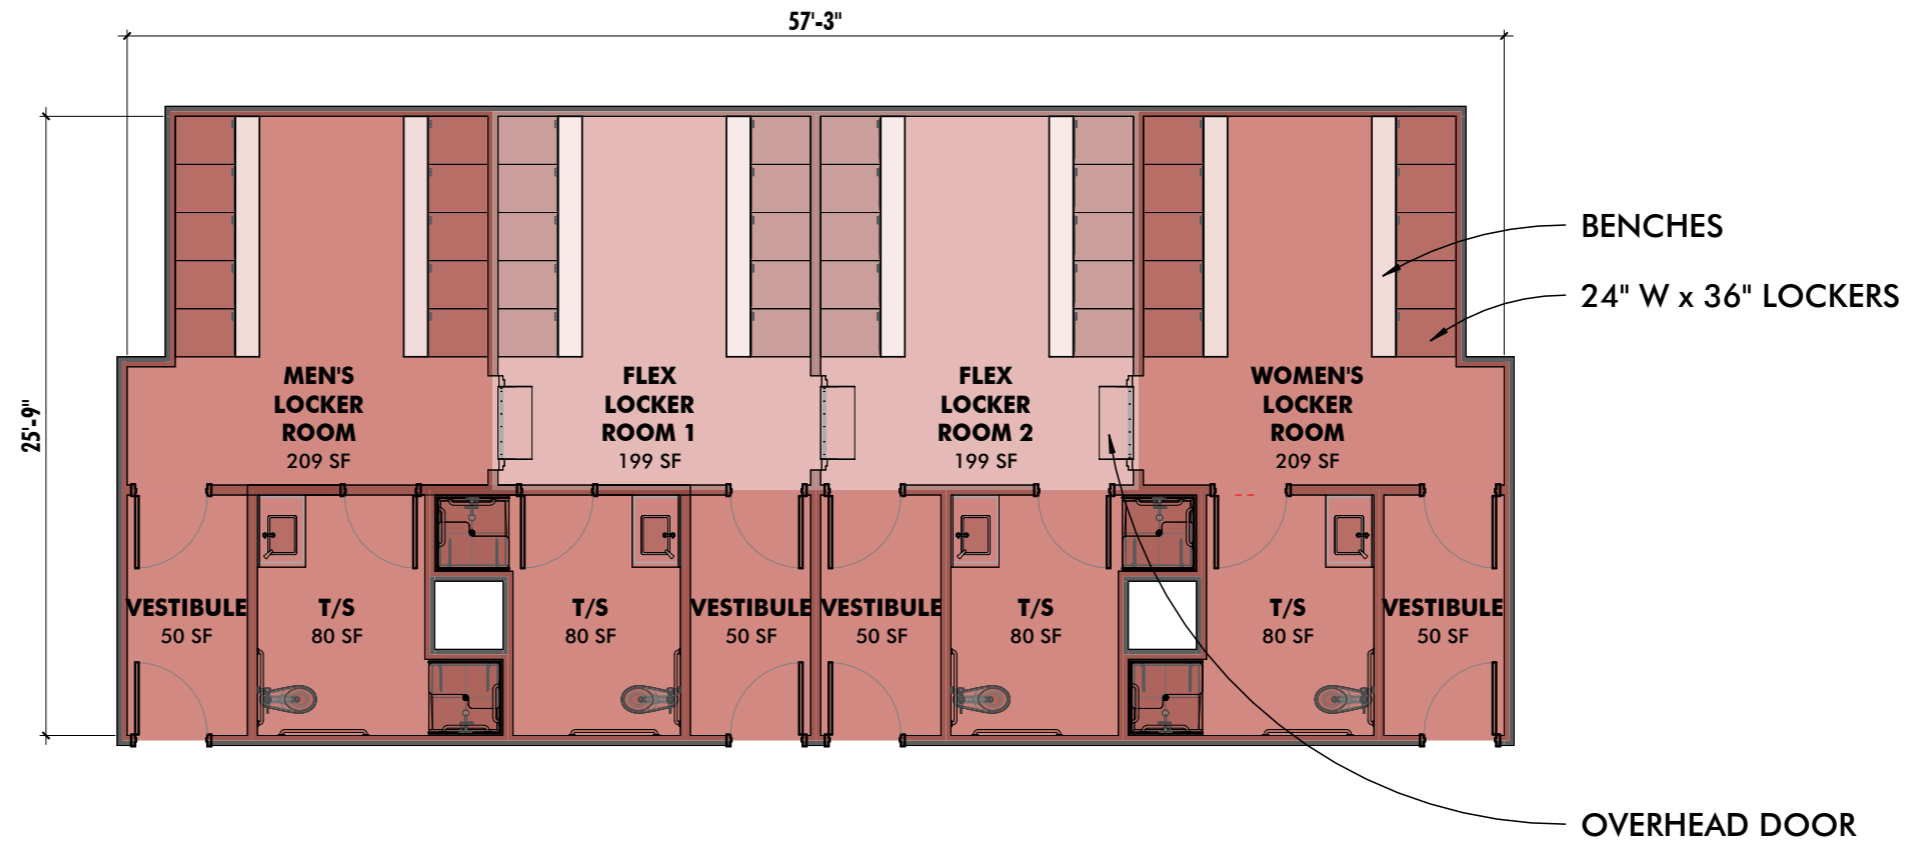 57'-3"
25'-9"
BENCHES
24" W x 36" LOCKERS
MEN'S
LOCKER
ROOM
209 SF
FLEX
LOCKER
ROOM 1
199 SF
FLEX
LOCKER
ROOM 2
199 SF
WOMEN'S
LOCKER
ROOM
209 SF
VESTIBULE
50 SF
T/S
80 SF
T/S
80 SF
VESTIBULE
50 SF
VESTIBULE
50 SF
T/S
80 SF
T/S
80 SF
VESTIBULE
50 SF
OVERHEAD DOOR